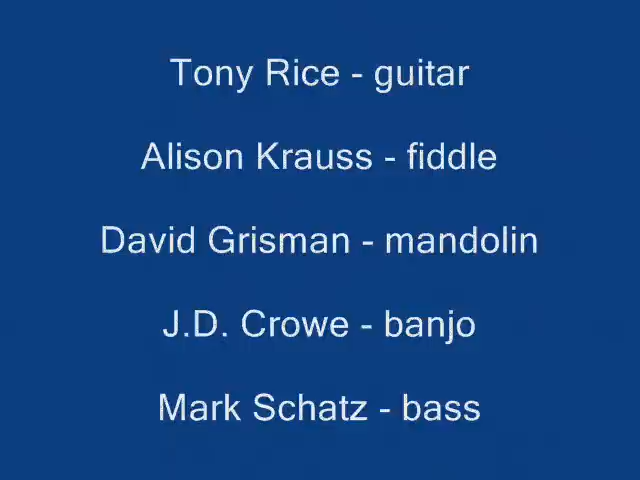 Tony Rice - guitar
Alison Krauss - fiddle
David Grisman - mandolin
J.D. Crowe - banjo
Mark Schatz - bass